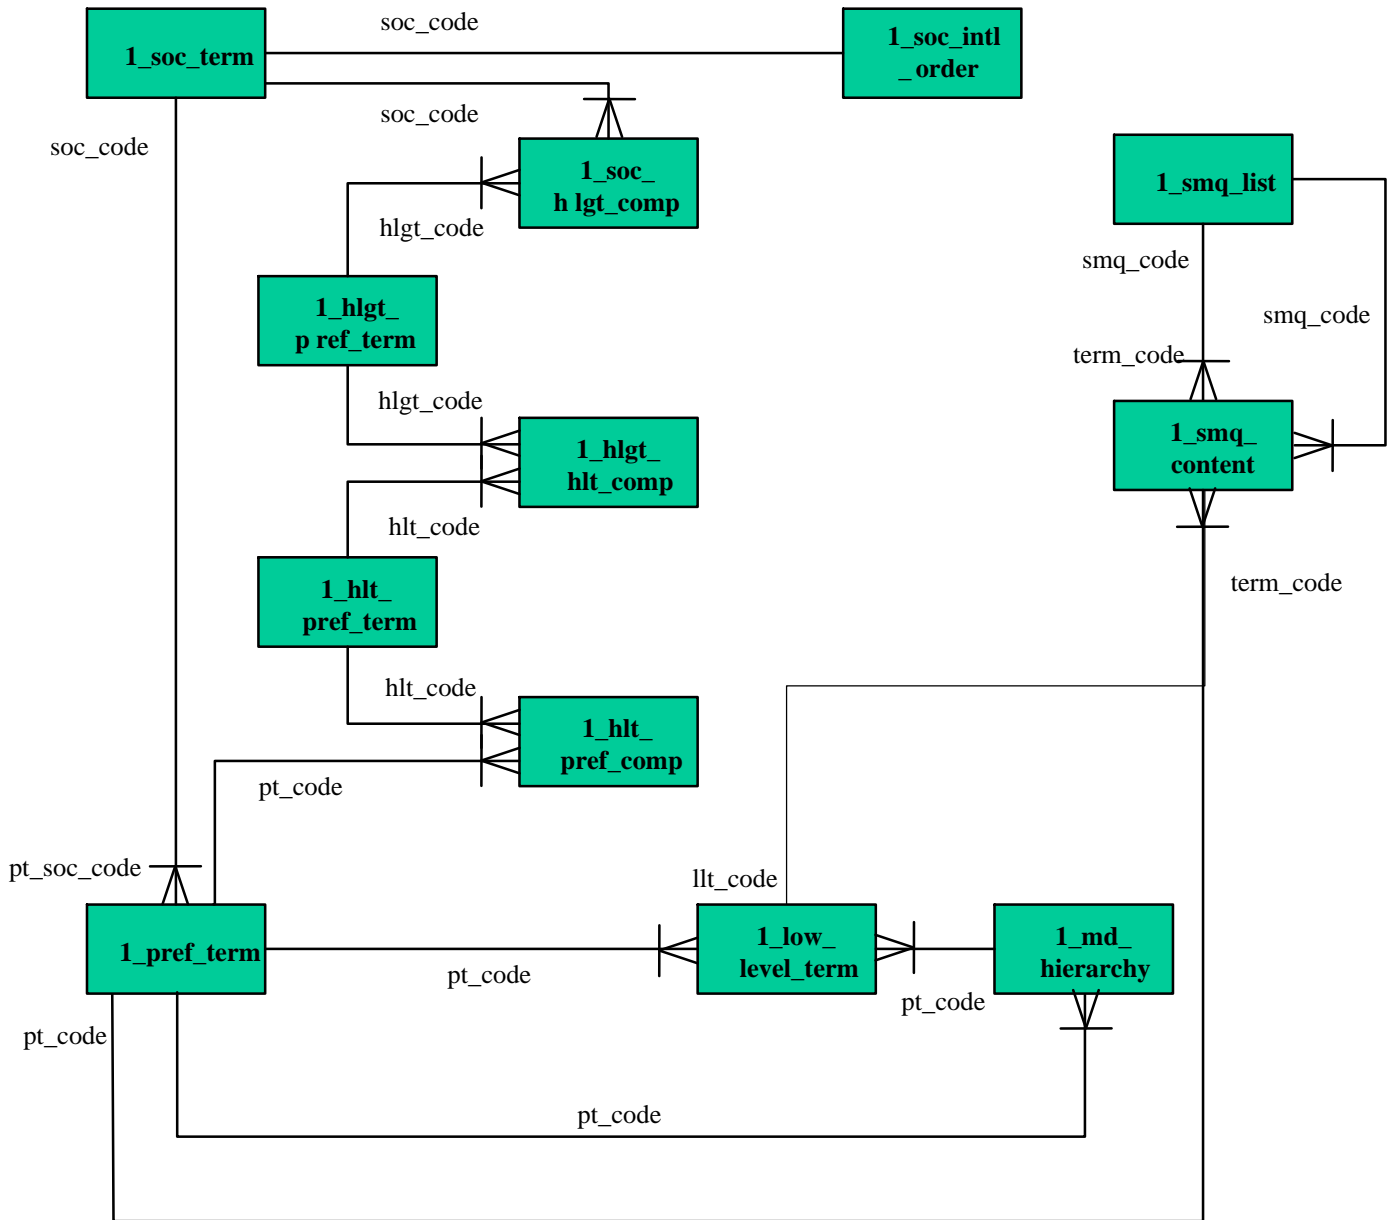 soc_code
1_soc_term
1_soc_intl
_ order
soc_code
soc_code
1_soc_
h lgt_comp
1_smq_list
hlgt_code
smq_code
1_hlgt_
p ref_term
smq_code
term_code
hlgt_code
1_hlgt_
hlt_comp
1_smq_
content
hlt_code
1_hlt_
pref_term
term_code
hlt_code
1_hlt_
pref_comp
pt_code
pt_soc_code
llt_code
1_pref_term
1_low_
level_term
1_md_
hierarchy
pt_code
pt_code
pt_code
pt_code